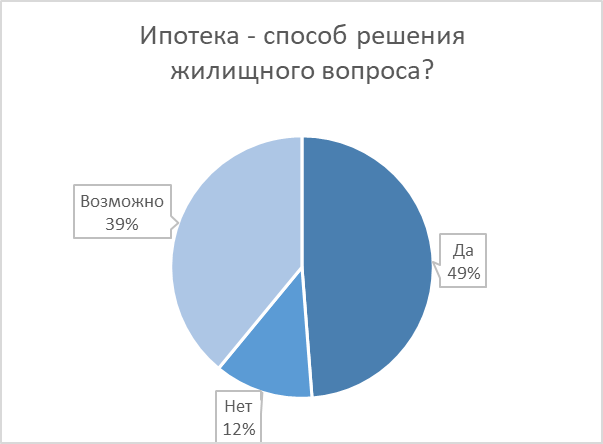 Ипотека - способ решения
жилищного вопроса?
Возможно
39%
Да
49%
Нет
12%